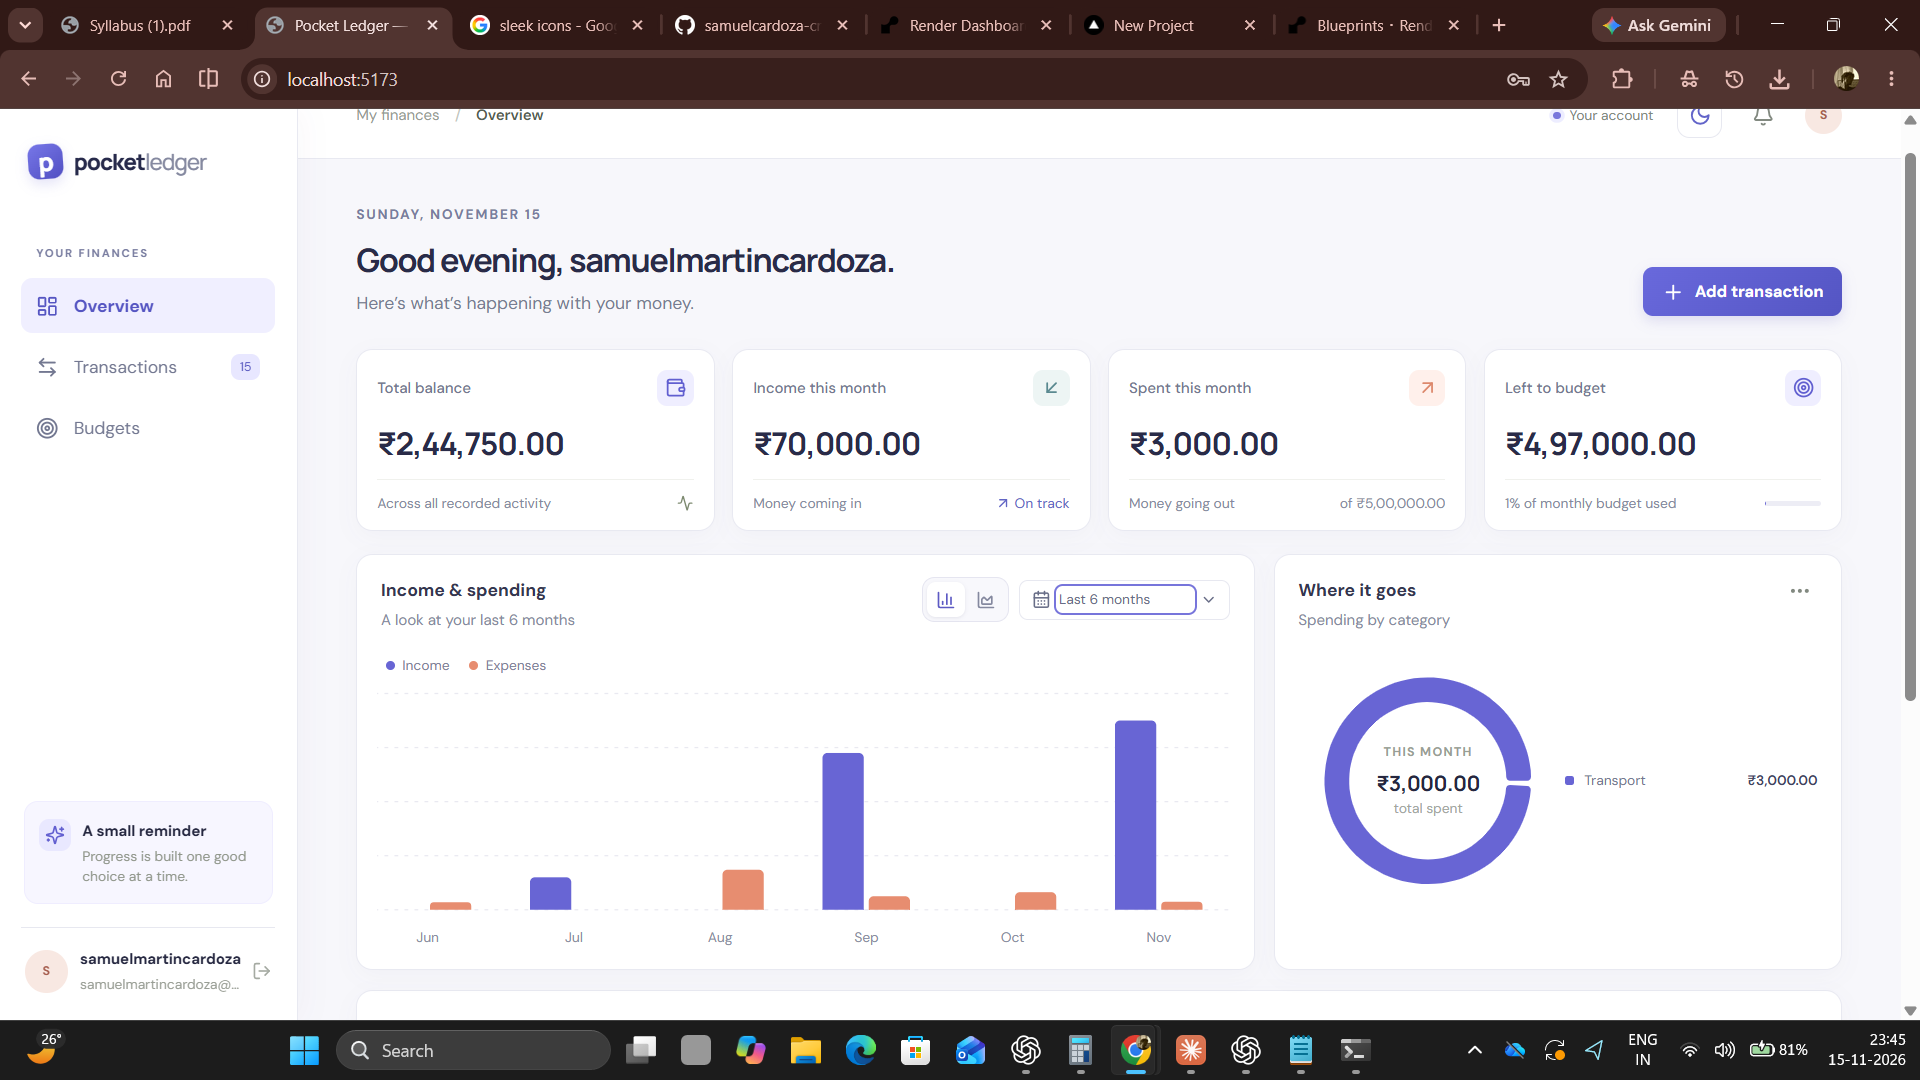 Syllabus (1).pdf
Pocket Ledger —
sleek icons - Goo
samuelcardoza-cr
Render Dashboar
New Project
Blueprints · Rend
Ask Gemini
localhost:5173
pocketledger
YOUR FINANCES
Overview
Transactions 15
Budgets
A small reminder
Progress is built one good
choice at a time.
S
samuelmartincardoza
samuelmartincardoza@...
My finances / Overview
Your account
S
SUNDAY, NOVEMBER 15
Good evening, samuelmartincardoza.
Here's what's happening with your money.
Add transaction
Total balance
₹2,44,750.00
Across all recorded activity
Income this month
₹70,000.00
Money coming in On track
Spent this month
₹3,000.00
Money going out of ₹5,00,000.00
Left to budget
₹4,97,000.00
1% of monthly budget used
Income & spending
A look at your last 6 months
Last 6 months
Income Expenses
Jun Jul Aug Sep Oct Nov
Where it goes
Spending by category
THIS MONTH
₹3,000.00
total spent
Transport ₹3,000.00
26°
Search
ENG
IN
81%
23:45
15-11-2026